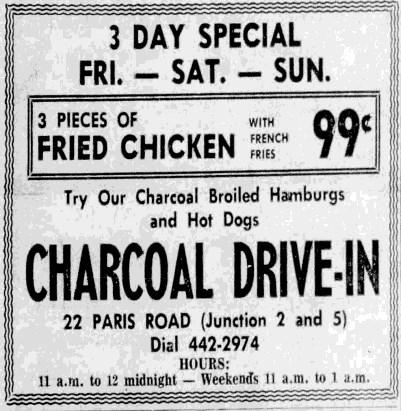 3 DAY SPECIAL
FRI. — SAT. — SUN.
3 PIECES OF
FRIED CHICKEN
WITH
FRENCH
FRIES
99¢
Try Our Charcoal Broiled Hamburgs
and Hot Dogs
CHARCOAL DRIVE-IN
22 PARIS ROAD (Junction 2 and 5)
Dial 442-2974
HOURS:
11 a.m. to 12 midnight — Weekends 11 a.m. to 1 a.m.